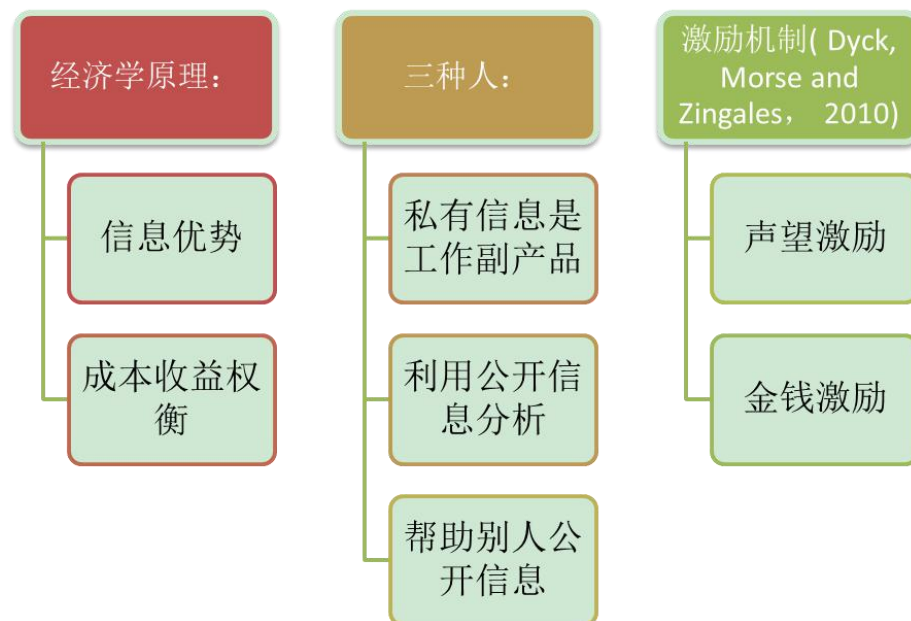 经济学原理：
信息优势
成本收益权
衡
三种人：
私有信息是
工作副产品
利用公开信
息分析
帮助别人公
开信息
激励机制( Dyck,
Morse and
Zingales， 2010)
声望激励
金钱激励